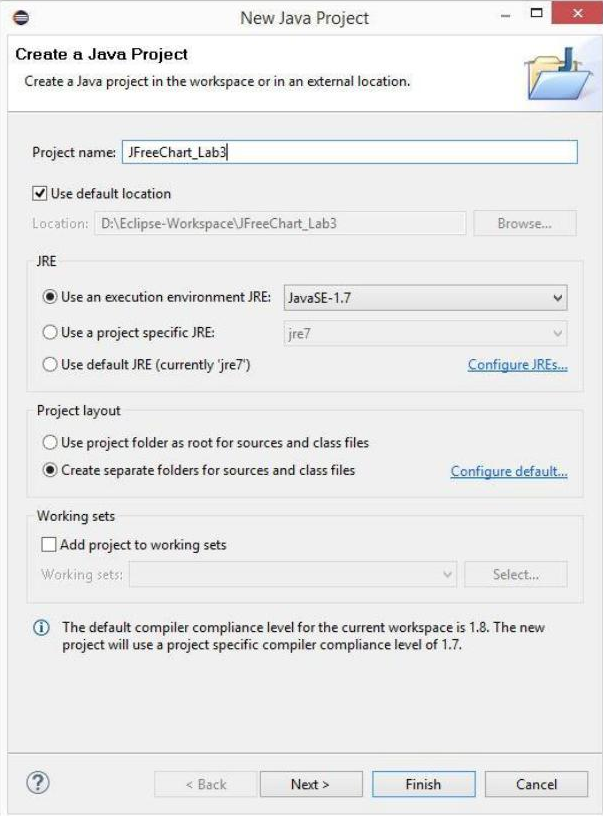 New Java Project
Create a Java Project
Create a Java project in the workspace or in an external location.
Project name: JFreeChart_Lab3
Use default location
Location: D:\Eclipse-Workspace\JFreeChart_Lab3 Browse...
JRE
Use an execution environment JRE: JavaSE-1.7
Use a project specific JRE: jre7
Use default JRE (currently 'jre7') Configure JREs...
Project layout
Use project folder as root for sources and class files
Create separate folders for sources and class files Configure default...
Working sets
Add project to working sets
Working sets: Select...
The default compiler compliance level for the current workspace is 1.8. The new
project will use a project specific compiler compliance level of 1.7.
? < Back Next > Finish Cancel